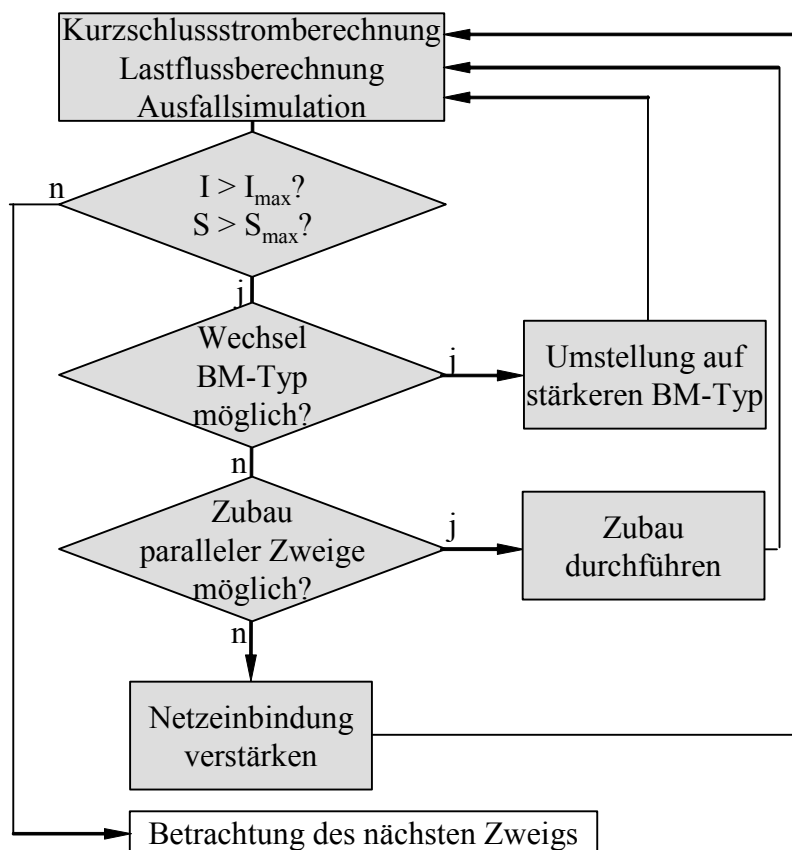 Kurzschlussstromberechnung
Lastflussberechnung
Ausfallsimulation
n
I > Imax?
S > Smax?
j
Wechsel
BM-Typ
möglich?
j
Umstellung auf
stärkeren BM-Typ
n
Zubau
paralleler Zweige
möglich?
j
Zubau
durchführen
n
Netzeinbindung
verstärken
Betrachtung des nächsten Zweigs